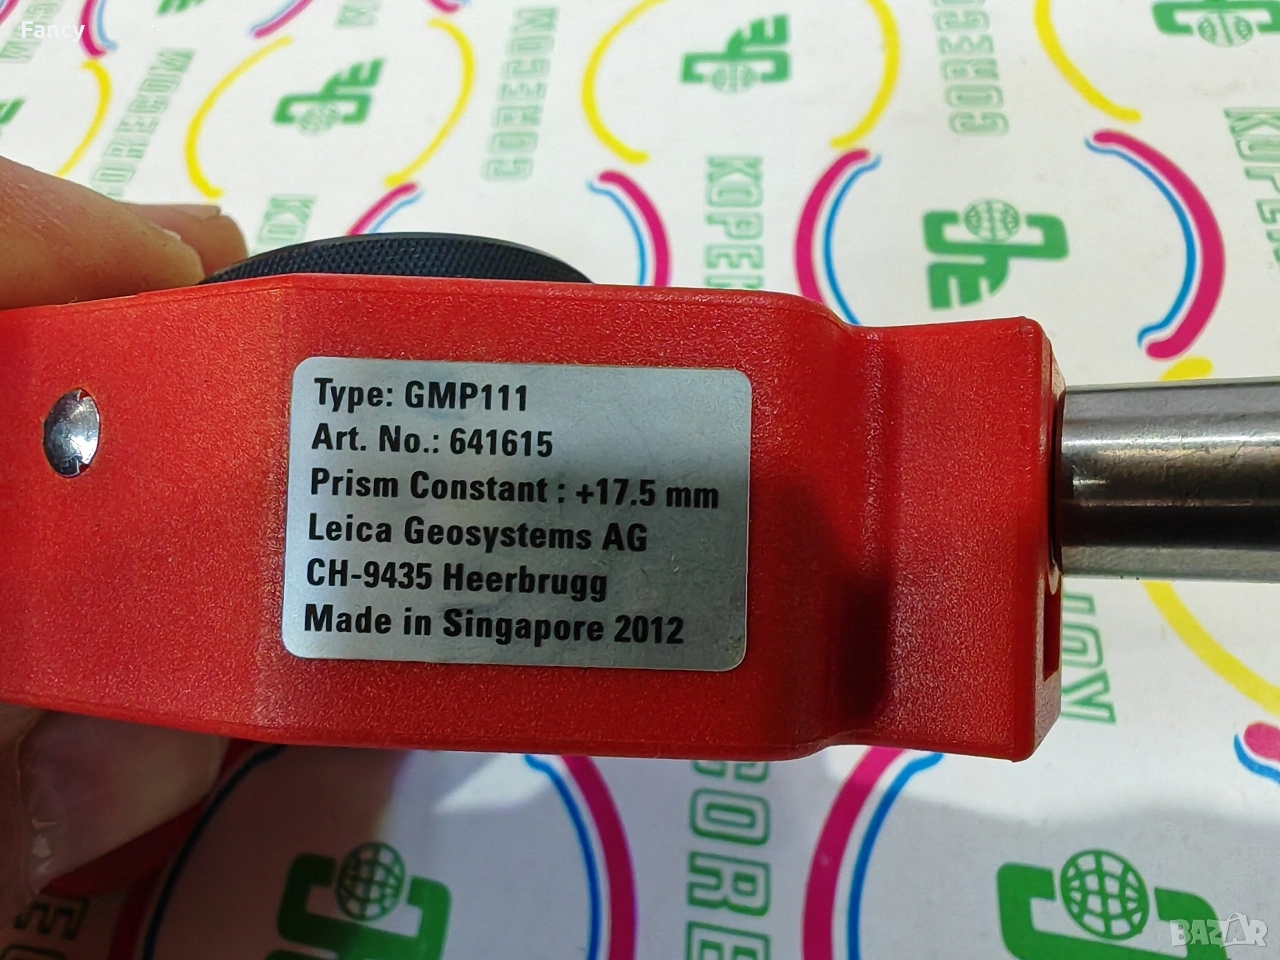 Fancy
Type: GMP111
Art. No.: 641615
Prism Constant : +17.5 mm
Leica Geosystems AG
CH-9435 Heerbrugg
Made in Singapore 2012
BAZAR